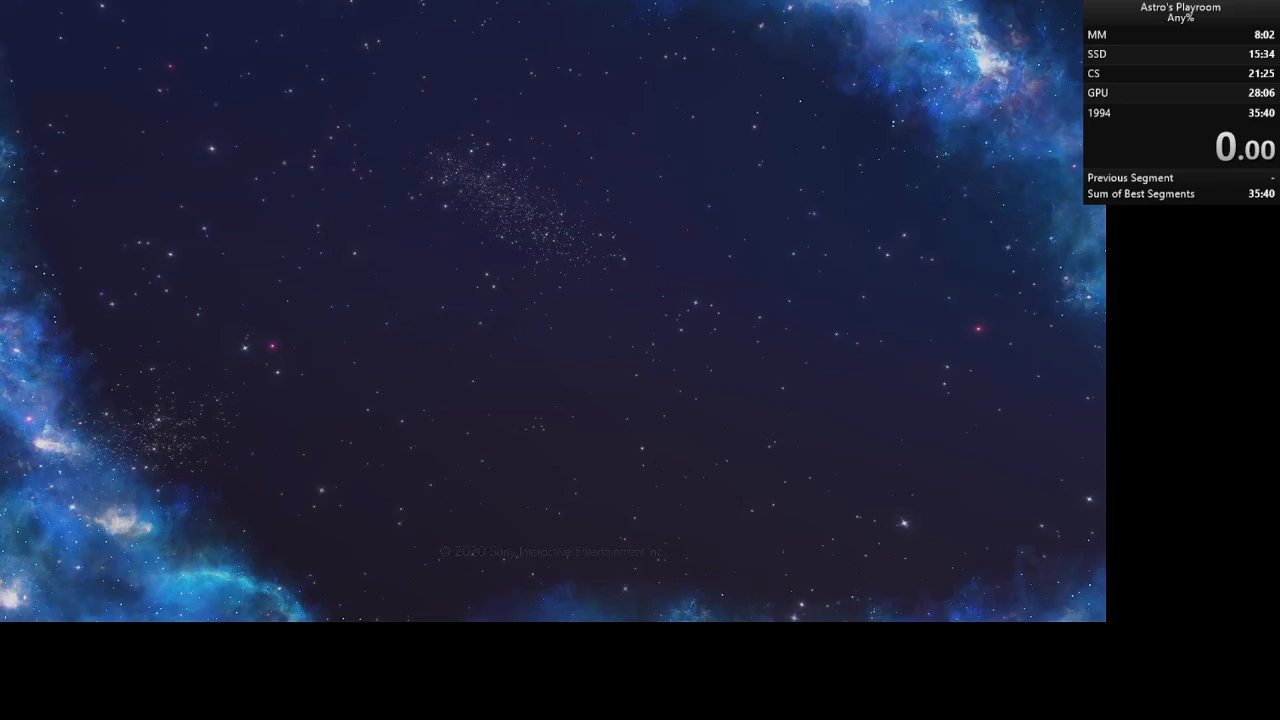 Astro's Playroom
Any%
MM 8:02
SSD 15:34
CS 21:25
GPU 28:06
1994 35:40
0.00
Previous Segment -
Sum of Best Segments 35:40
© 2020 Sony Interactive Entertainment Inc.